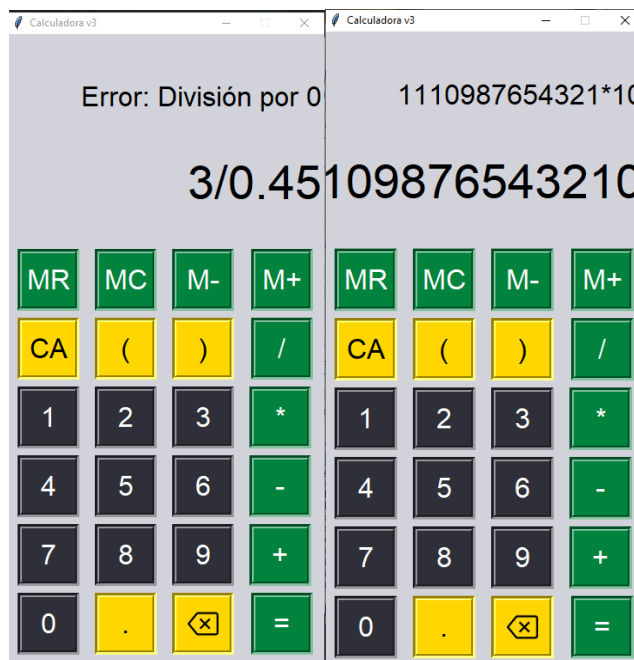 Calculadora v3
Error: División por 0
3/0.45
MR MC M- M+
CA ( ) /
1 2 3 *
4 5 6 -
7 8 9 +
0 . =
Calculadora v3
1110987654321*10
109876543210
MR MC M- M+
CA ( ) /
1 2 3 *
4 5 6 -
7 8 9 +
0 . =